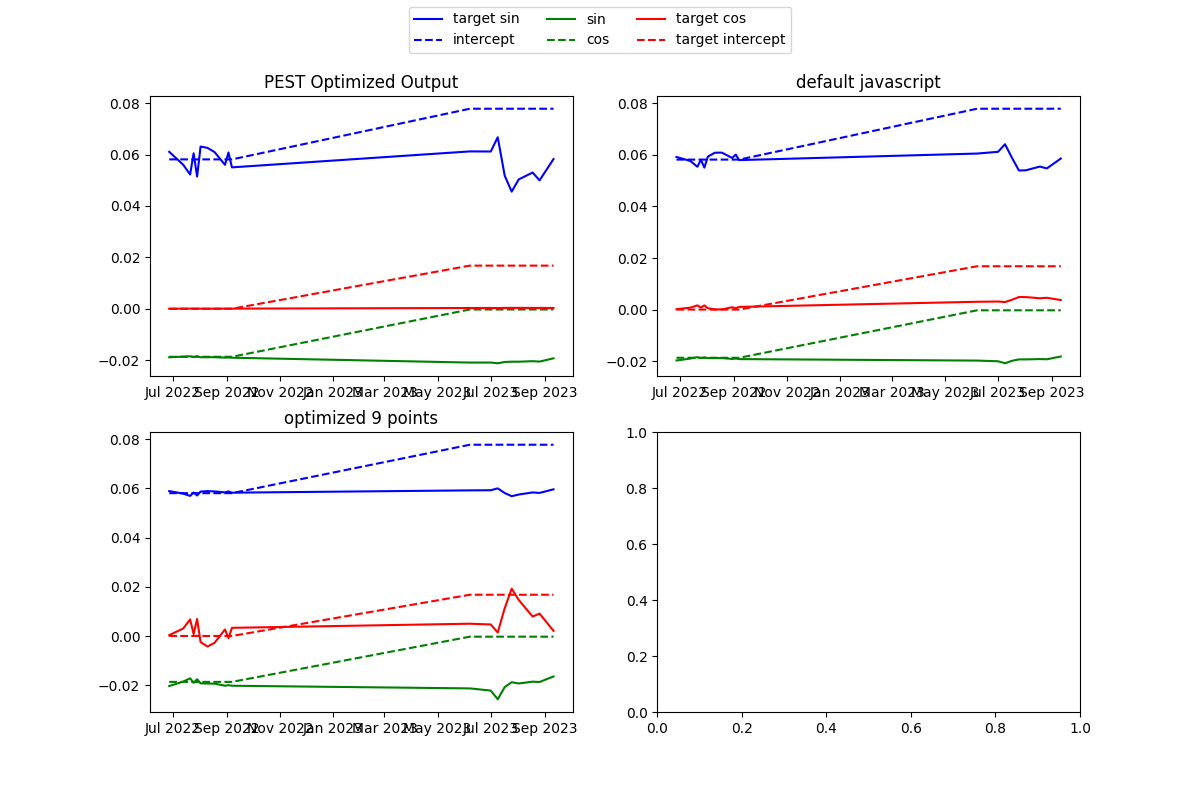 target sin sin target cos
intercept cos target intercept
PEST Optimized Output
0.08
0.06
0.04
0.02
0.00
−0.02
Jul 2022 Sep 2022 Nov 2022 Jan 2023 Mar 2023 May 2023 Jul 2023 Sep 2023
default javascript
0.08
0.06
0.04
0.02
0.00
−0.02
Jul 2022 Sep 2022 Nov 2022 Jan 2023 Mar 2023 May 2023 Jul 2023 Sep 2023
optimized 9 points
0.08
0.06
0.04
0.02
0.00
−0.02
Jul 2022 Sep 2022 Nov 2022 Jan 2023 Mar 2023 May 2023 Jul 2023 Sep 2023
1.0
0.8
0.6
0.4
0.2
0.0
0.0 0.2 0.4 0.6 0.8 1.0